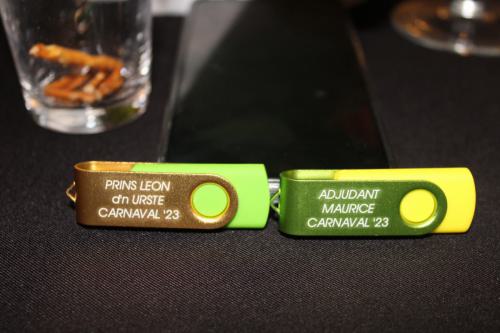 PRINS LEON
d'n URSTE
CARNAVAL '23
ADJUDANT
MAURICE
CARNAVAL '23